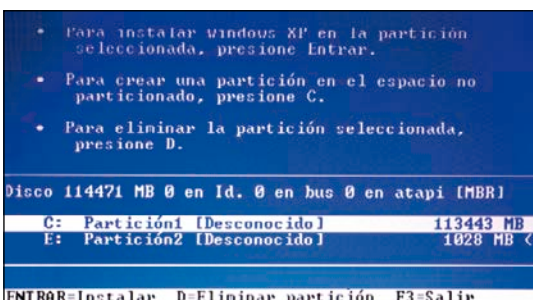 • Para instalar Windows XP en la partición
seleccionada, presione Entrar.
• Para crear una partición en el espacio no
particionado, presione C.
• Para eliminar la partición seleccionada,
presione D.
Disco 114471 MB 0 en Id. 0 en bus 0 en atapi [MBR]
C: Partición1 [Desconocido] 113443 MB
E: Partición2 [Desconocido] 1028 MB (
ENTRAR=Instalar D=Eliminar partición F3=Salir